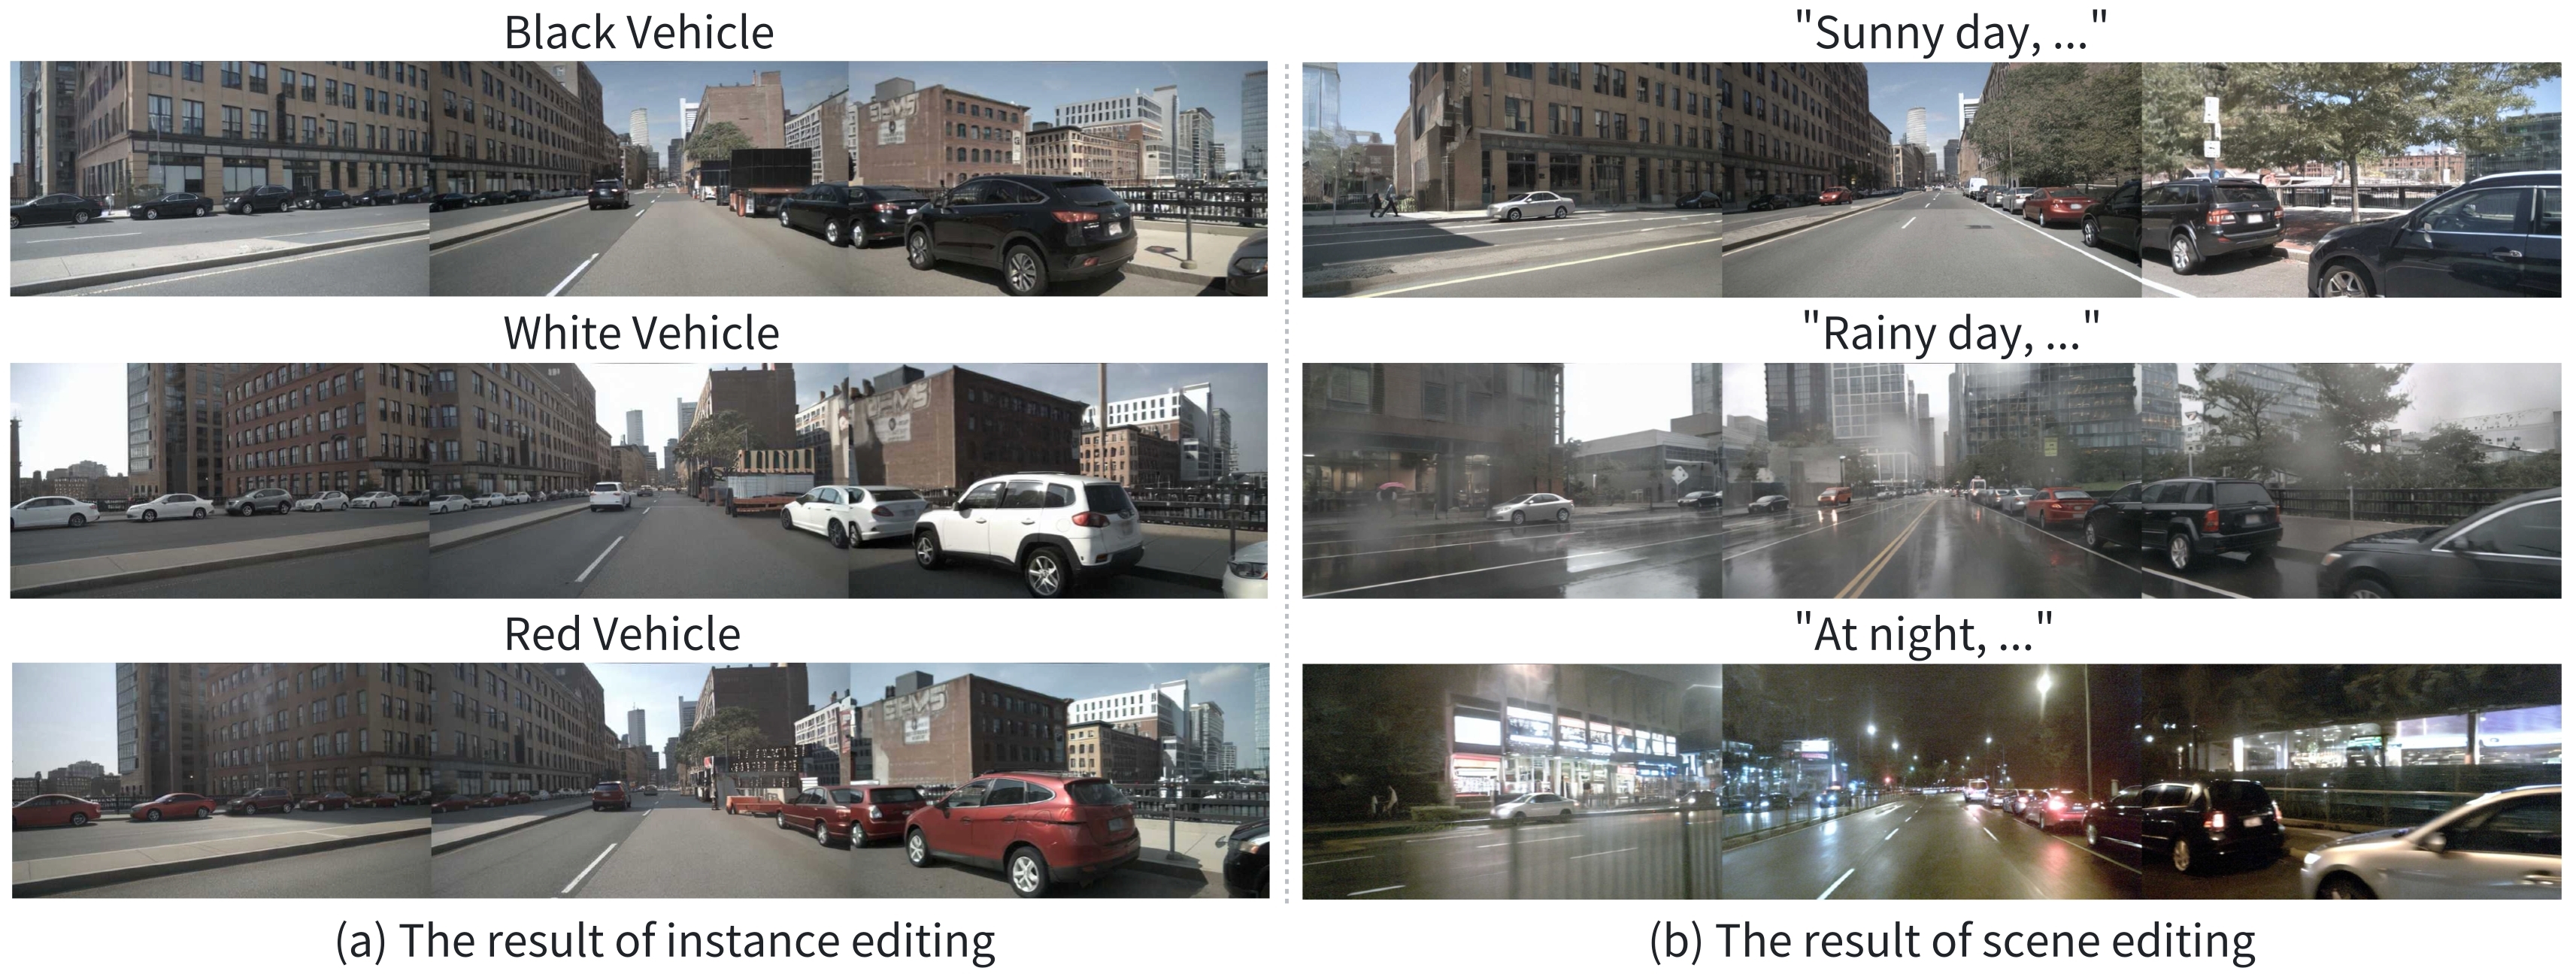 Black Vehicle
"Sunny day, ..."
White Vehicle
"Rainy day, ..."
Red Vehicle
"At night, ..."
(a) The result of instance editing
(b) The result of scene editing